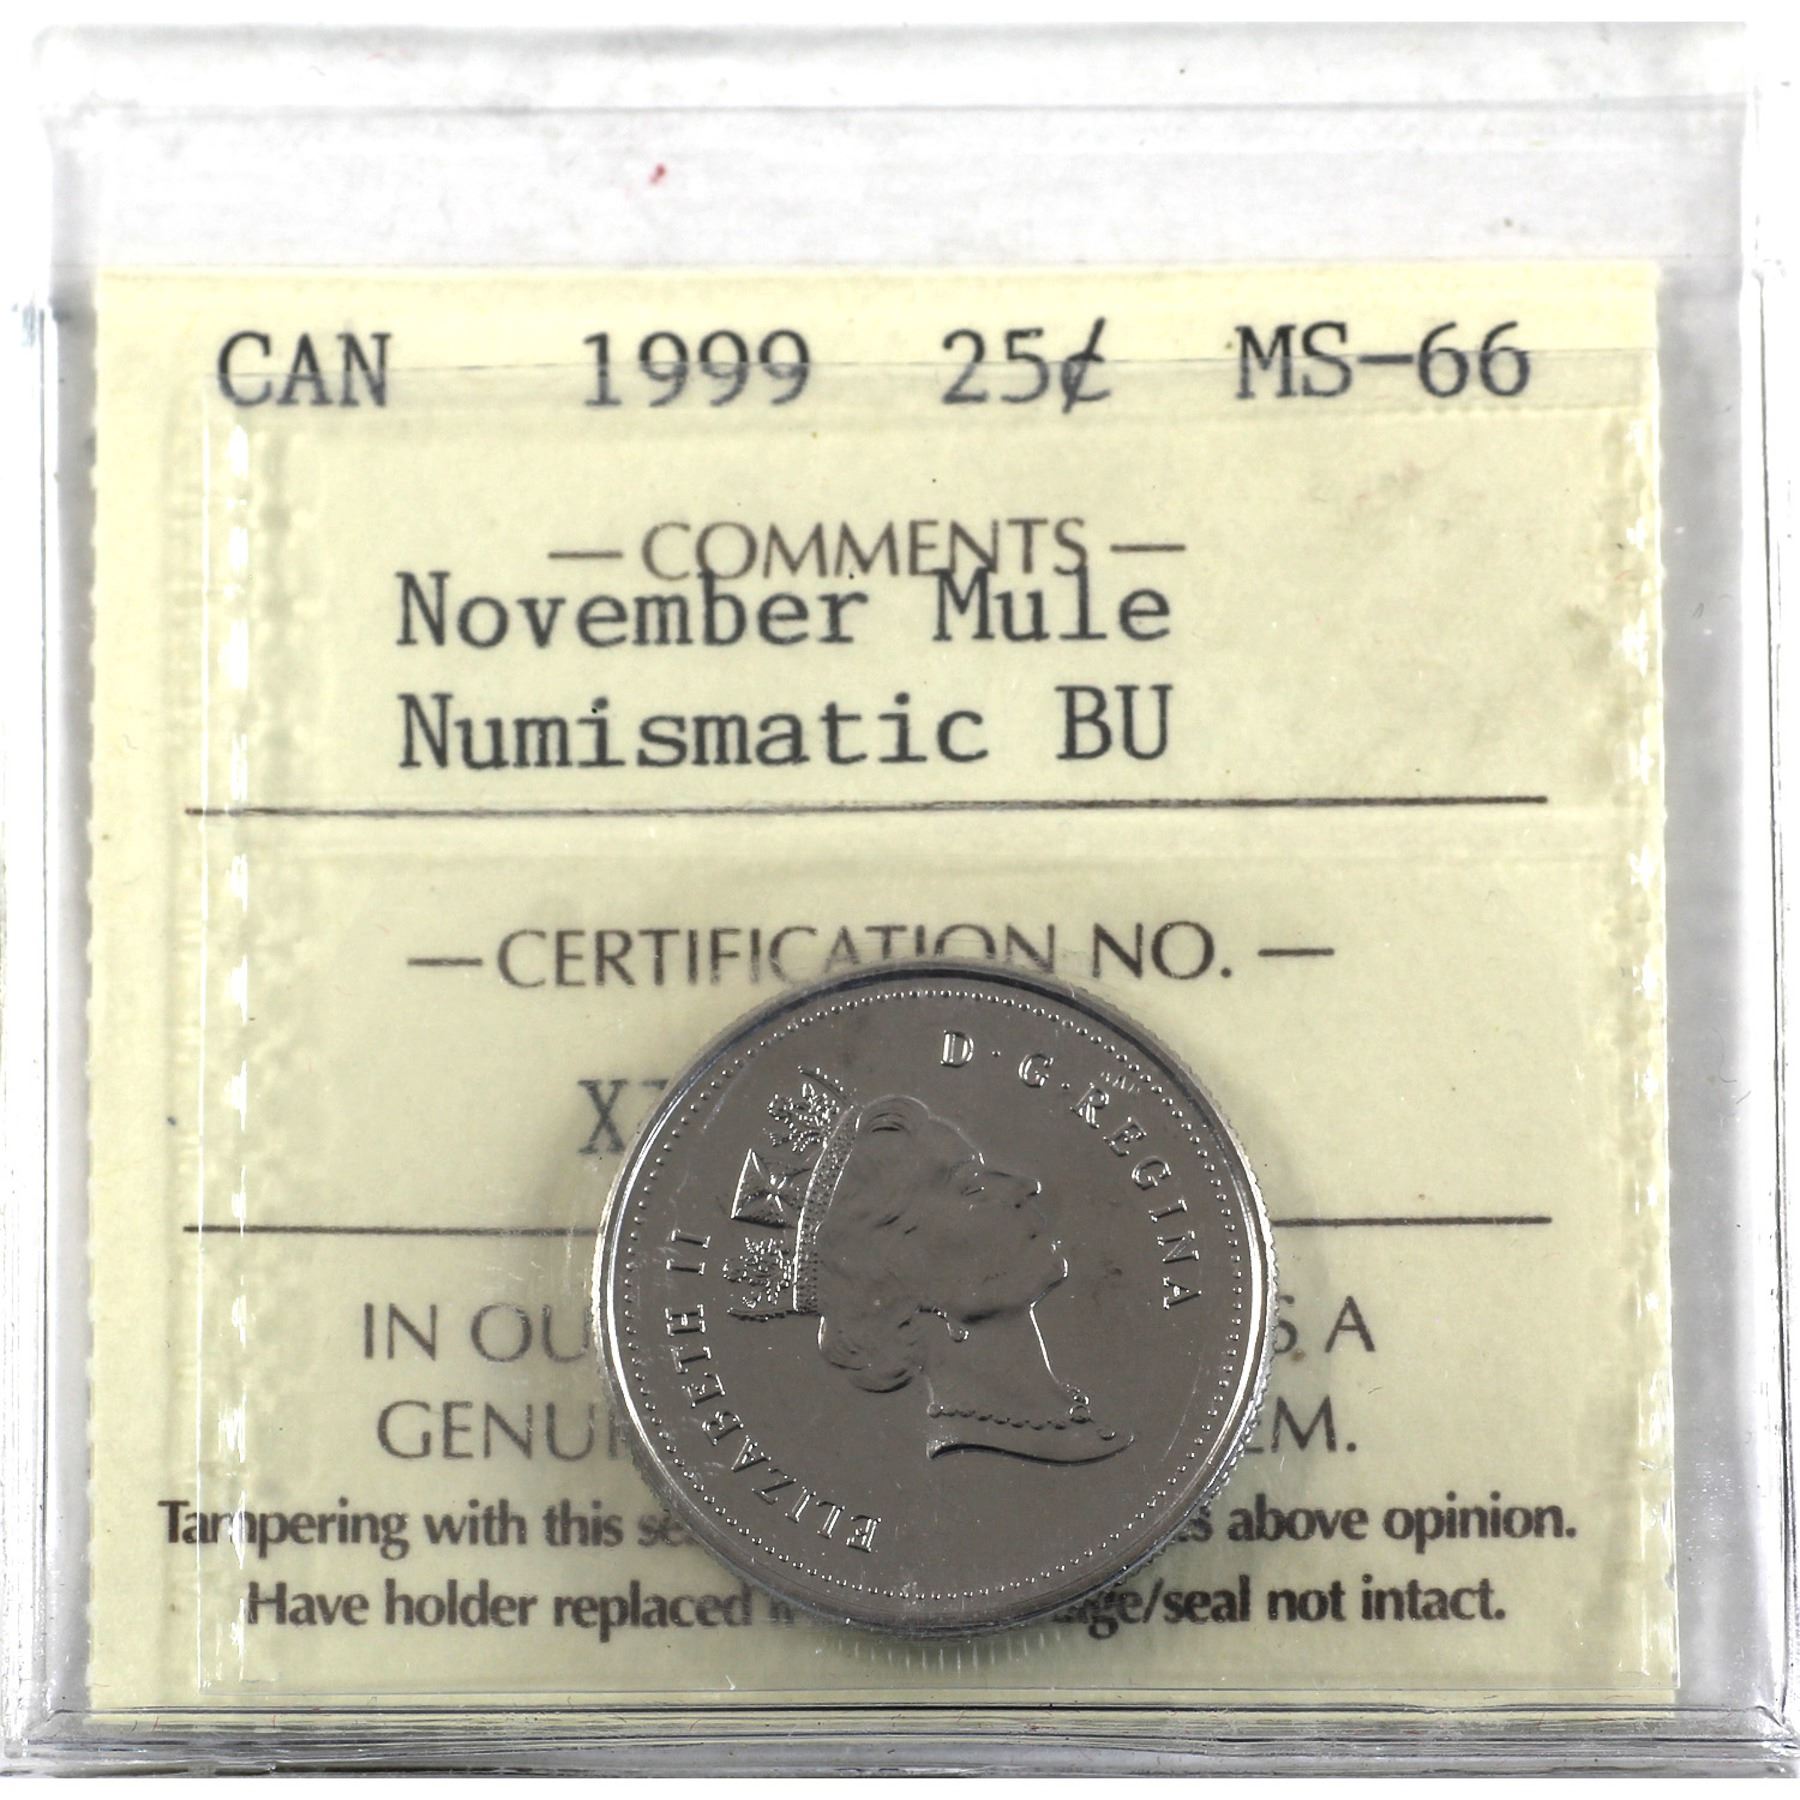 CAN 1999 25¢ MS-66
— COMMENTS —
November Mule
Numismatic BU
— CERTIFICATION NO. —
D·G·REGINA
ELIZABETH II
IN A
Tampering with this above opinion.
Have holder replaced not intact.